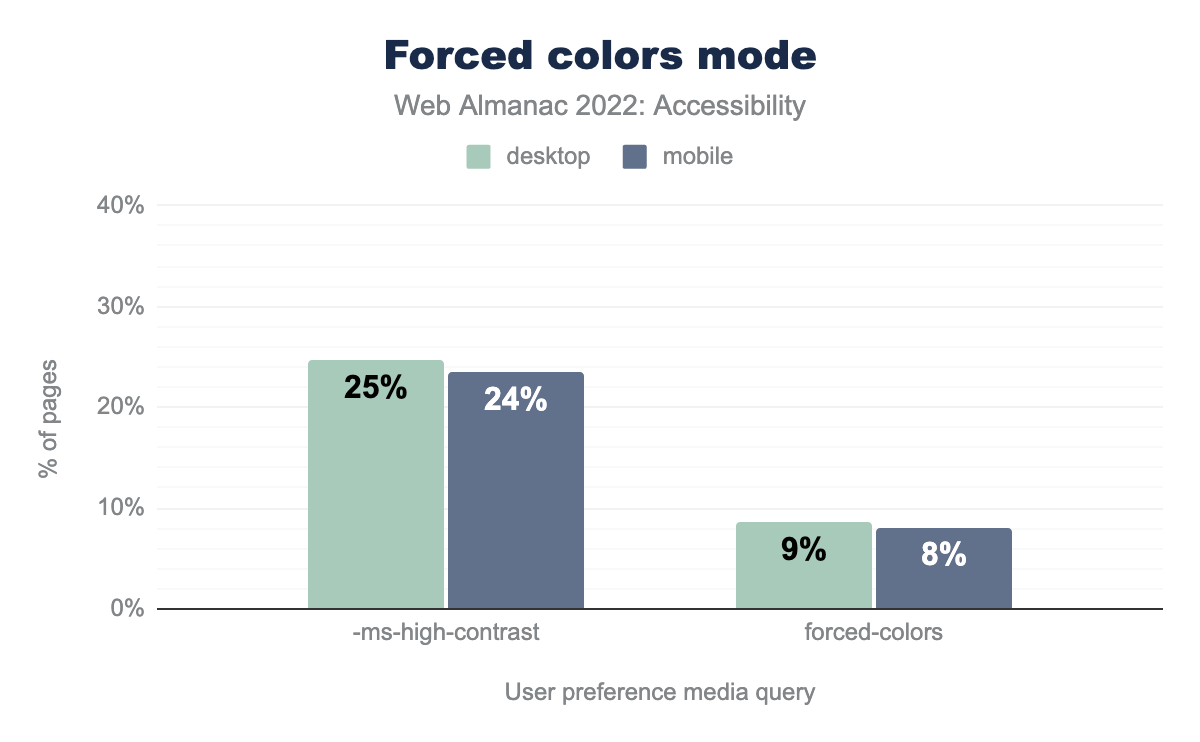 Forced colors mode
Web Almanac 2022: Accessibility
desktop mobile
40%
30%
20%
10%
0%
% of pages
25% 24%
9% 8%
-ms-high-contrast forced-colors
User preference media query